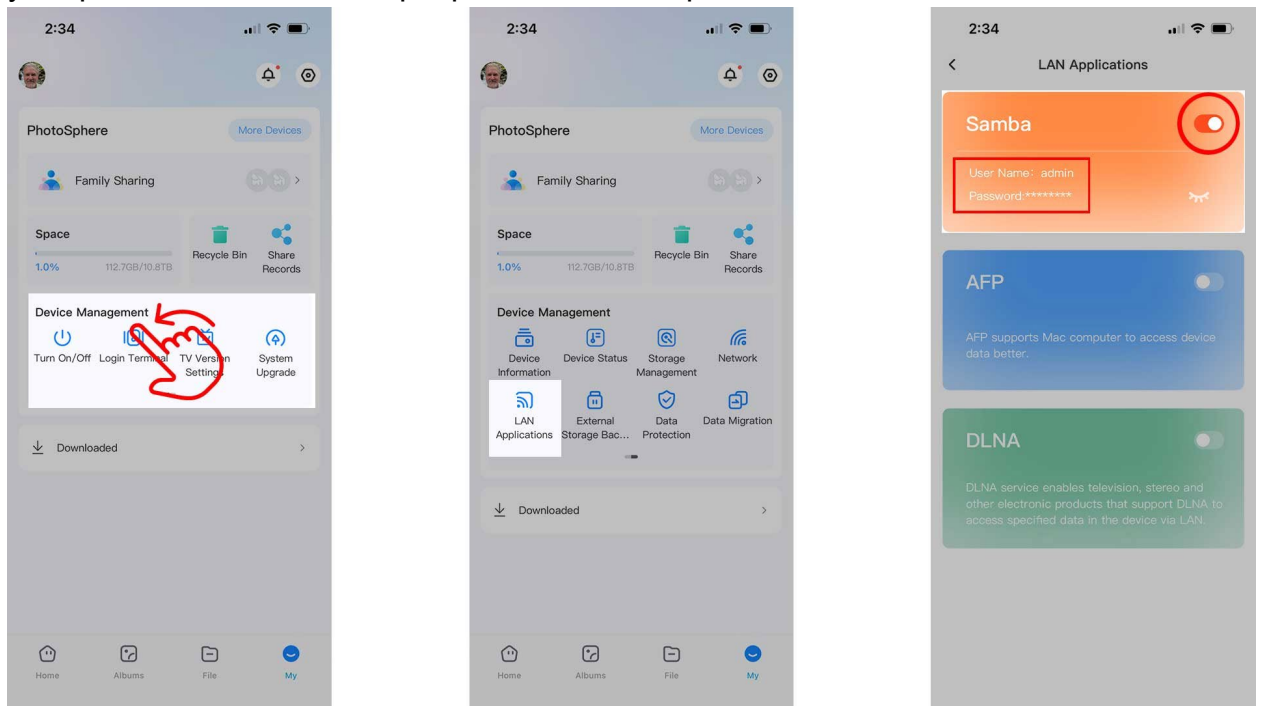 2:34
PhotoSphere
More Devices
Family Sharing
Space
1.0%
112.7GB/10.8TB
Recycle Bin
Share
Records
Device Management
Turn On/Off
Login Terminal
TV Version
Settings
System
Upgrade
Downloaded
Home
Albums
File
My
2:34
PhotoSphere
More Devices
Family Sharing
Space
1.0%
112.7GB/10.8TB
Recycle Bin
Share
Records
Device Management
Device
Information
Device Status
Storage
Management
Network
LAN
Applications
External
Storage Bac...
Data
Protection
Data Migration
Downloaded
Home
Albums
File
My
2:34
LAN Applications
Samba
User Name: admin
Password:********
AFP
AFP supports Mac computer to access device
data better.
DLNA
DLNA service enables television, stereo and
other electronic products that support DLNA to
access specified data in the device via LAN.